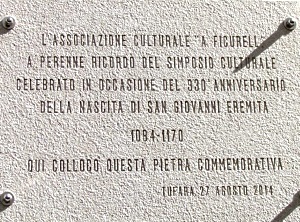 L'ASSOCIAZIONE CULTURALE "A FIGURELL"
A PERENNE RICORDO DEL SIMPOSIO CULTURALE
CELEBRATO IN OCCASIONE DEL 930°ANNIVERSARIO
DELLA NASCITA DI SAN GIOVANNI EREMITA
1084-1170
QUI COLLOCÒ QUESTA PIETRA COMMEMORATIVA
TUFARA 27 AGOSTO 2014